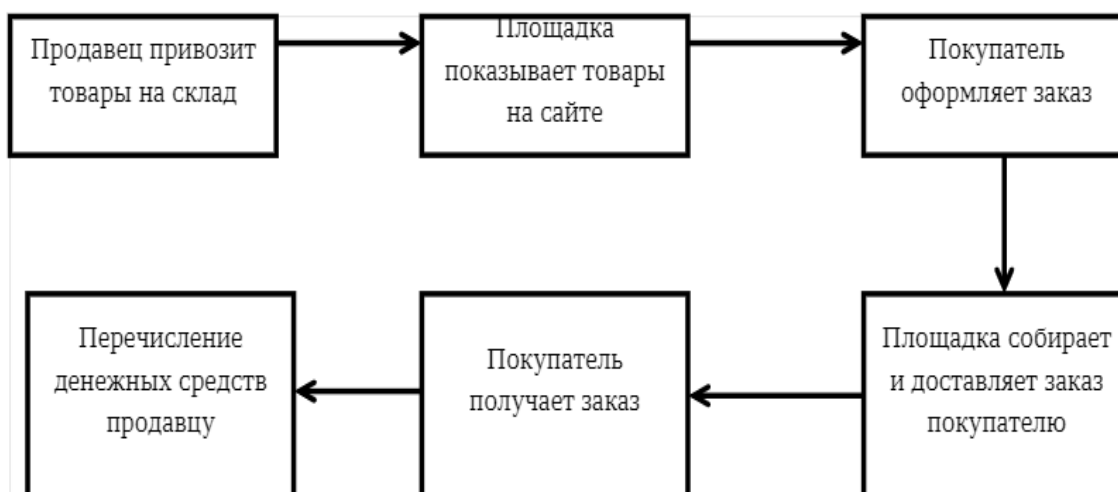 Продавец привозит
товары на склад
Площадка
показывает товары
на сайте
Покупатель
оформляет заказ
Площадка собирает
и доставляет заказ
покупателю
Покупатель
получает заказ
Перечисление
денежных средств
продавцу